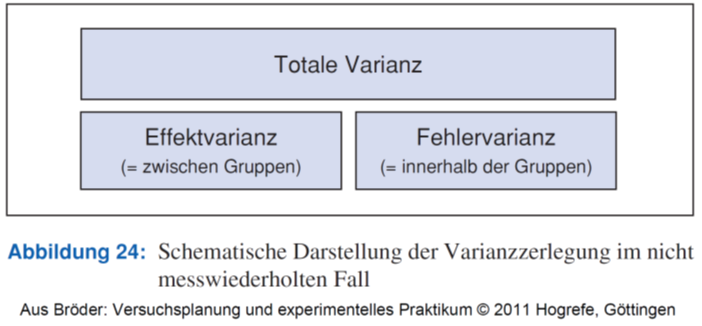 Totale Varianz
Effektvarianz
(= zwischen Gruppen)
Fehlervarianz
(= innerhalb der Gruppen)
Abbildung 24: Schematische Darstellung der Varianzzerlegung im nicht
messwiederholten Fall
Aus Bröder: Versuchsplanung und experimentelles Praktikum © 2011 Hogrefe, Göttingen